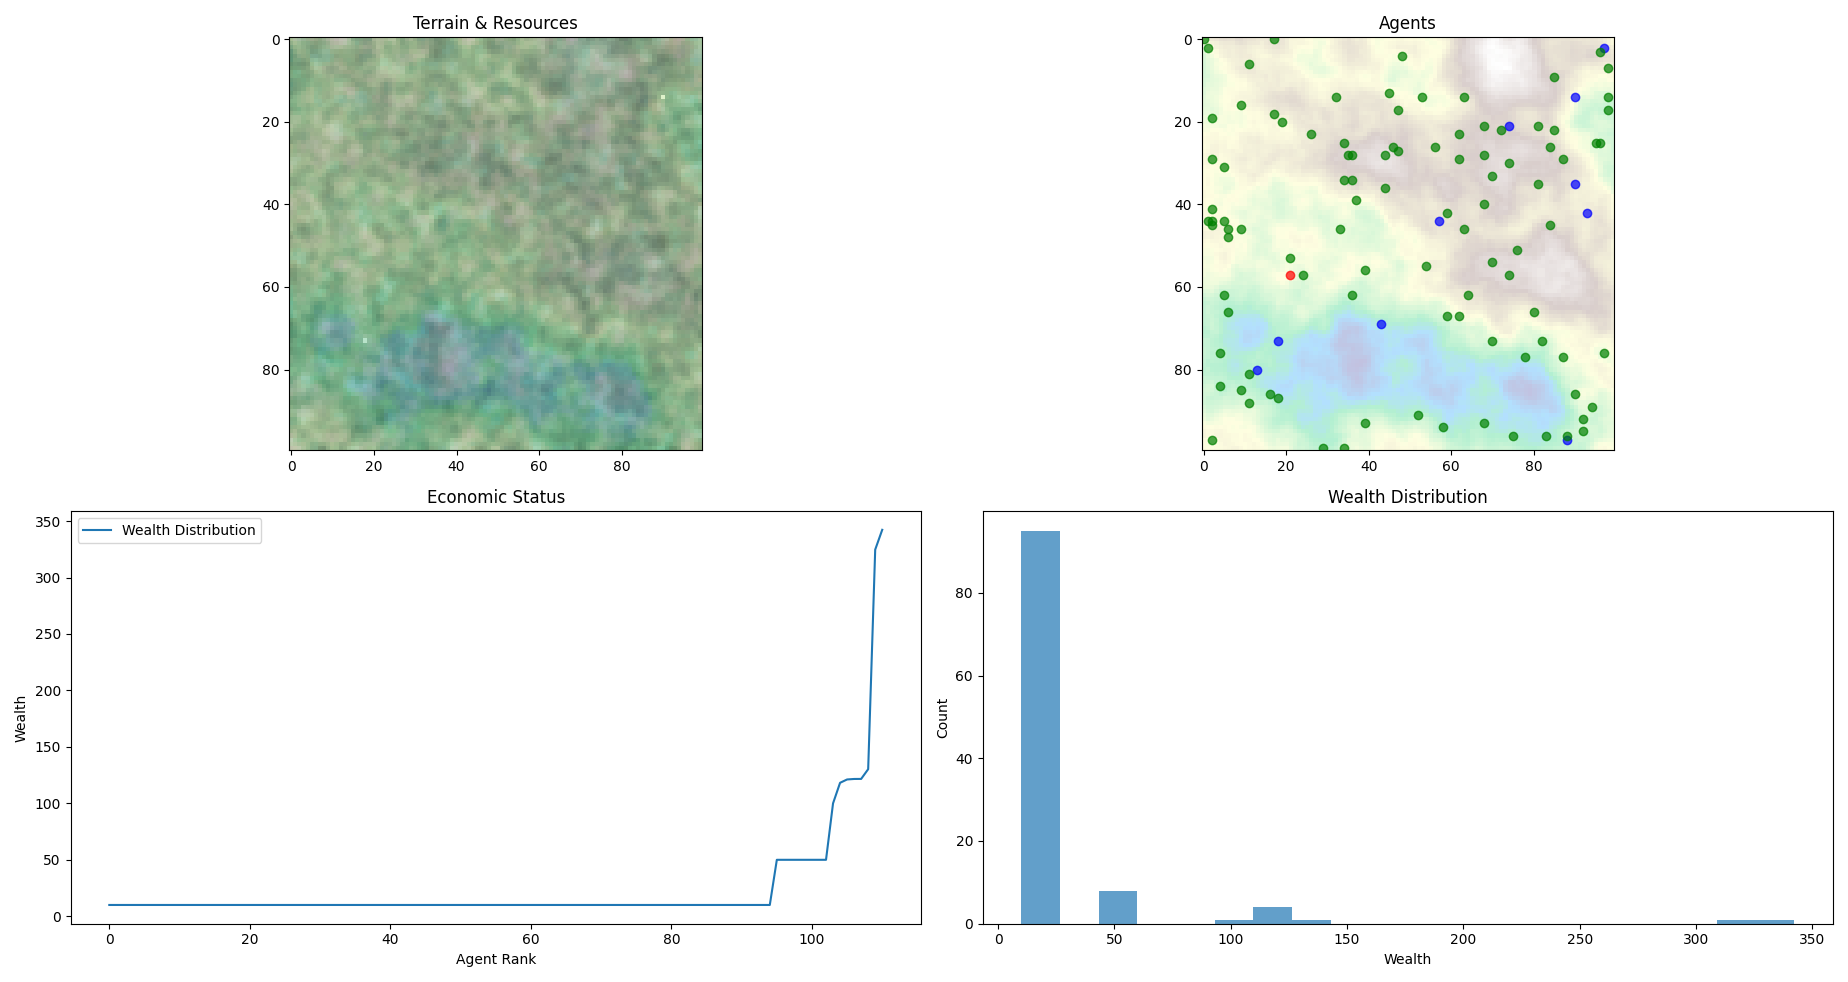 Terrain & Resources
0
20
40
60
80
0 20 40 60 80
Agents
0
20
40
60
80
0 20 40 60 80
Economic Status
Wealth Distribution
350
300
250
200
150
100
50
0
Wealth
0 20 40 60 80 100
Agent Rank
Wealth Distribution
80
60
40
20
0
Count
0 50 100 150 200 250 300 350
Wealth